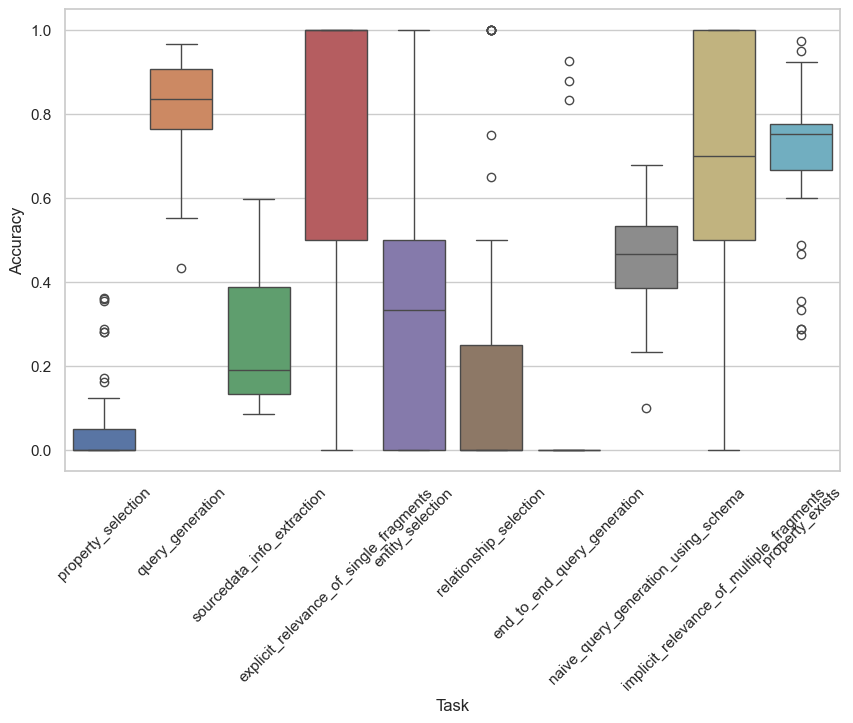 1.0
0.8
0.6
0.4
0.2
0.0
Accuracy
property_selection
query_generation
sourcedata_info_extraction
explicit_relevance_of_single_fragments
entity_selection
relationship_selection
end_to_end_query_generation
naive_query_generation_using_schema
implicit_relevance_of_multiple_fragments
property_exists
Task